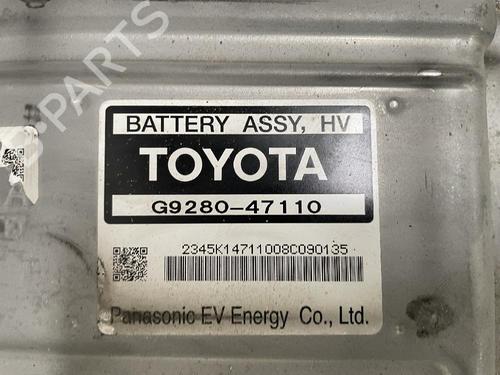 BATTERY ASSY, HV
TOYOTA
G9280-47110
2345K14711008C090135
Panasonic EV Energy Co., Ltd.